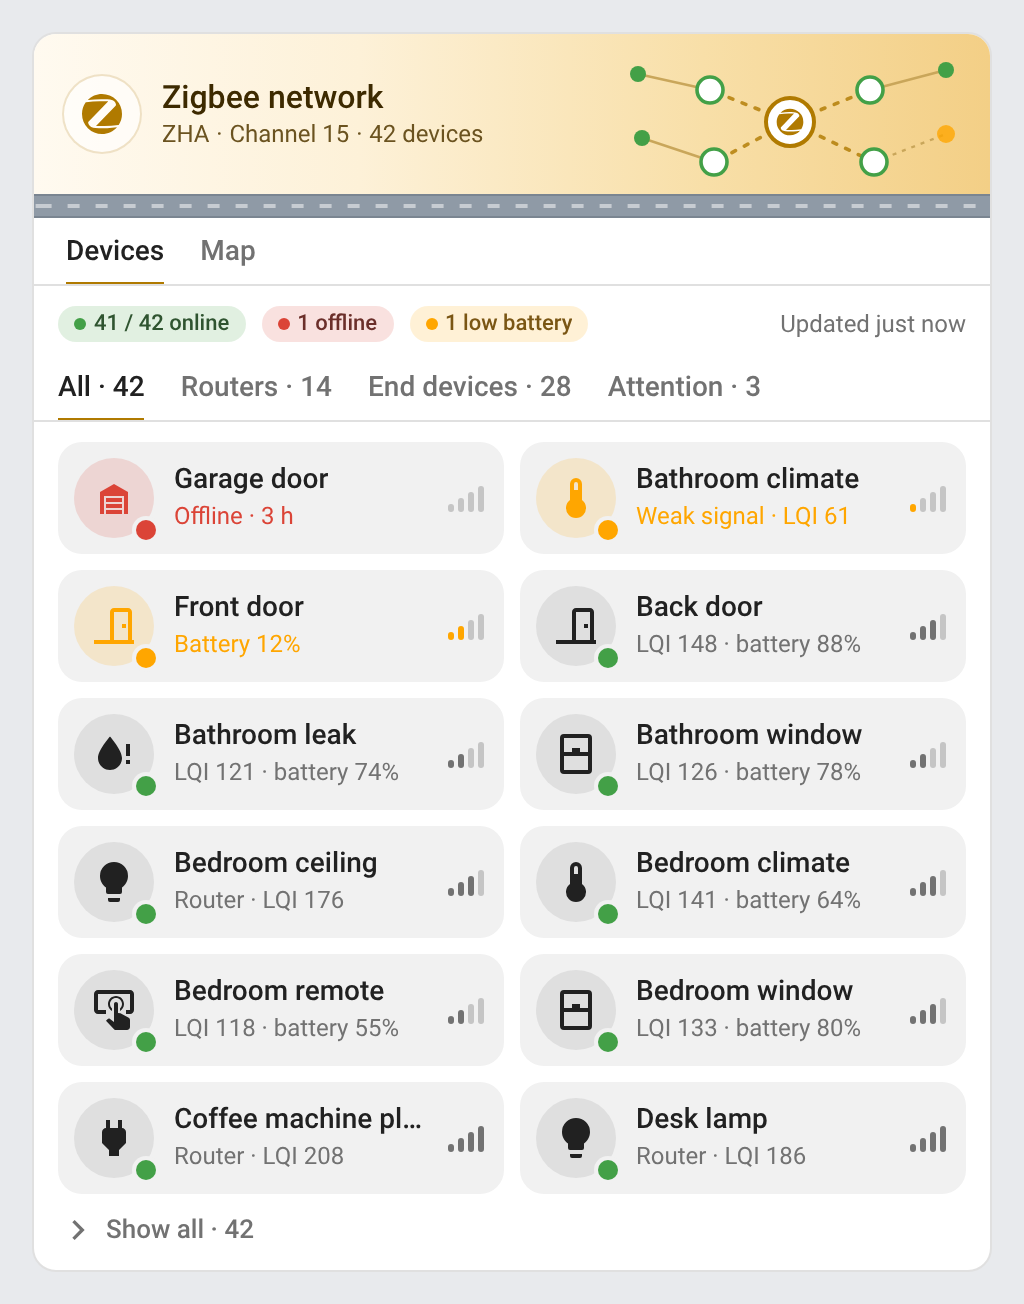 Zigbee network
ZHA · Channel 15 · 42 devices
Devices
Map
41 / 42 online
1 offline
1 low battery
Updated just now
All · 42
Routers · 14
End devices · 28
Attention · 3
Garage door
Offline · 3 h
Bathroom climate
Weak signal · LQI 61
Front door
Battery 12%
Back door
LQI 148 · battery 88%
Bathroom leak
LQI 121 · battery 74%
Bathroom window
LQI 126 · battery 78%
Bedroom ceiling
Router · LQI 176
Bedroom climate
LQI 141 · battery 64%
Bedroom remote
LQI 118 · battery 55%
Bedroom window
LQI 133 · battery 80%
Coffee machine pl...
Router · LQI 208
Desk lamp
Router · LQI 186
Show all · 42